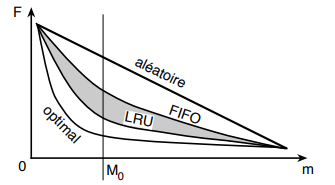 F
aléatoire
FIFO
LRU
optimal
0
M₀
m